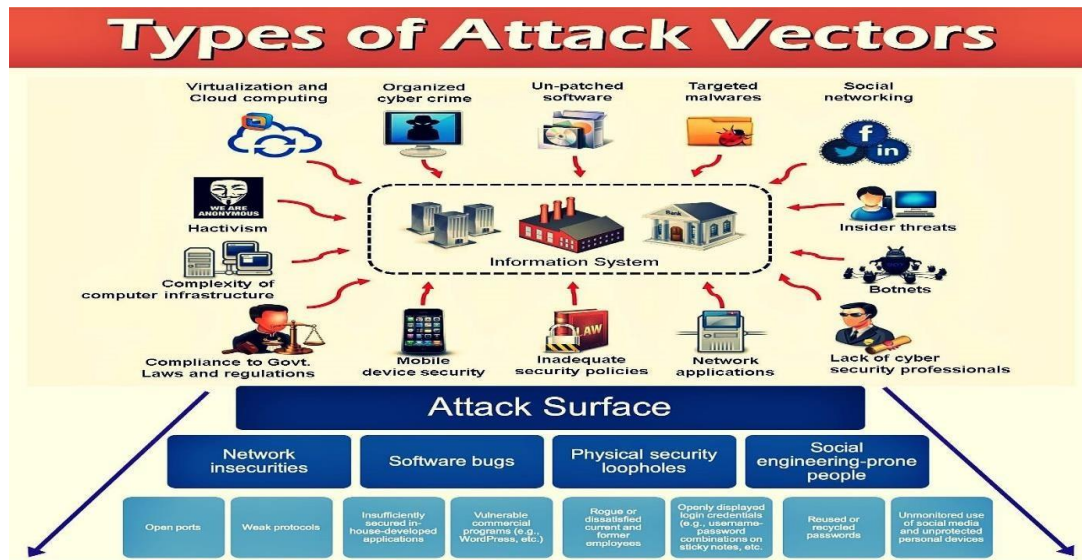 Types of Attack Vectors
Virtualization and
Cloud computing
Organized
cyber crime
Un-patched
software
Targeted
malwares
Social
networking
f
in
WE ARE
ANONYMOUS
Hactivism
Bank
Information System
Insider threats
Complexity of
computer infrastructure
Botnets
LAW
Compliance to Govt.
Laws and regulations
Mobile
device security
Inadequate
security policies
Network
applications
Lack of cyber
security professionals
Attack Surface
Network
insecurities
Software bugs
Physical security
loopholes
Social
engineering-prone
people
Open ports
Weak protocols
Insufficiently
secured in-
house-developed
applications
Vulnerable
commercial
programs (e.g.,
WordPress, etc.)
Rogue or
dissatisfied
current and
former
employees
Openly displayed
login credentials
(e.g., username-
password
combinations on
sticky notes, etc.
Reused or
recycled
passwords
Unmonitored use
of social media
and unprotected
personal devices